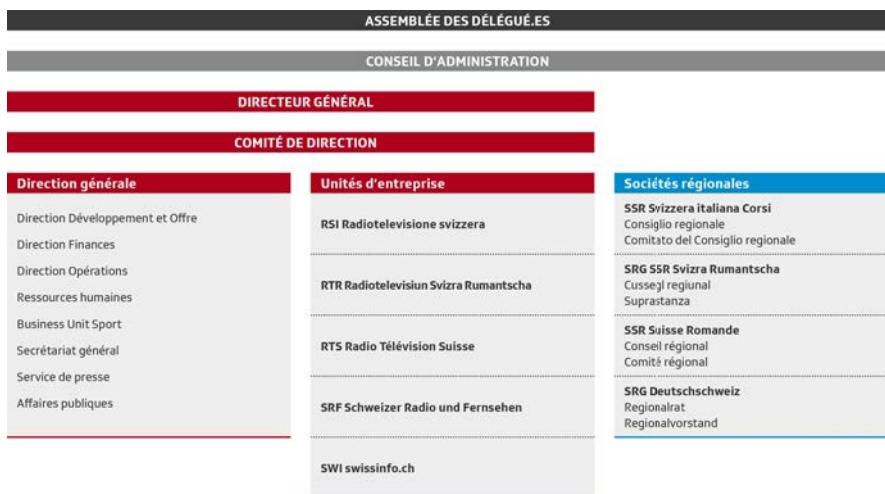 ASSEMBLÉE DES DÉLÉGUÉ.ES
CONSEIL D'ADMINISTRATION
DIRECTEUR GÉNÉRAL
COMITÉ DE DIRECTION
Direction générale
Direction Développement et Offre
Direction Finances
Direction Opérations
Ressources humaines
Business Unit Sport
Secrétariat général
Service de presse
Affaires publiques
Unités d'entreprise
RSI Radiotelevisione svizzera
RTR Radiotelevisiun Svizra Rumantscha
RTS Radio Télévision Suisse
SRF Schweizer Radio und Fernsehen
SWI swissinfo.ch
Sociétés régionales
SSR Svizzera italiana Corsi
Consiglio regionale
Comitato del Consiglio regionale
SRG SSR Svizra Rumantscha
Cussegl regiunal
Suprastanza
SSR Suisse Romande
Conseil régional
Comité régional
SRG Deutschschweiz
Regionalrat
Regionalvorstand